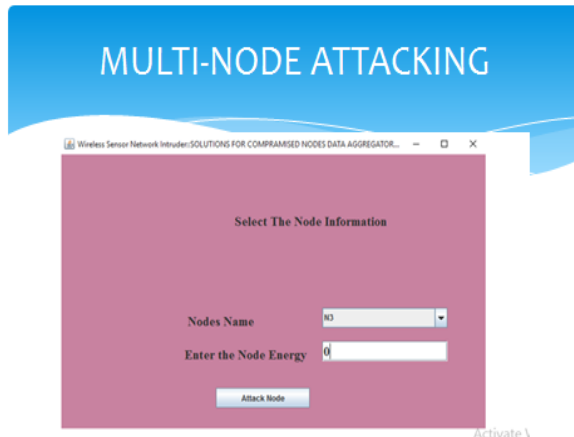 MULTI-NODE ATTACKING
Wireless Sensor Network Intruder::SOLUTIONS FOR COMPRAMISED NODES DATA AGGREGATOR...
Select The Node Information
Nodes Name
N3
Enter the Node Energy
0
Attack Node
Activate